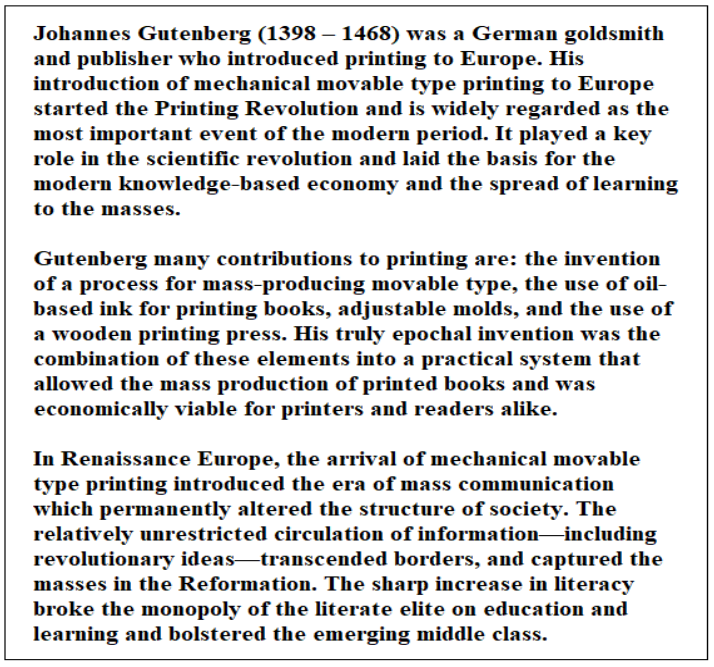 Johannes Gutenberg (1398 – 1468) was a German goldsmith
and publisher who introduced printing to Europe. His
introduction of mechanical movable type printing to Europe
started the Printing Revolution and is widely regarded as the
most important event of the modern period. It played a key
role in the scientific revolution and laid the basis for the
modern knowledge-based economy and the spread of learning
to the masses.

Gutenberg many contributions to printing are: the invention
of a process for mass-producing movable type, the use of oil-
based ink for printing books, adjustable molds, and the use of
a wooden printing press. His truly epochal invention was the
combination of these elements into a practical system that
allowed the mass production of printed books and was
economically viable for printers and readers alike.

In Renaissance Europe, the arrival of mechanical movable
type printing introduced the era of mass communication
which permanently altered the structure of society. The
relatively unrestricted circulation of information—including
revolutionary ideas—transcended borders, and captured the
masses in the Reformation. The sharp increase in literacy
broke the monopoly of the literate elite on education and
learning and bolstered the emerging middle class.